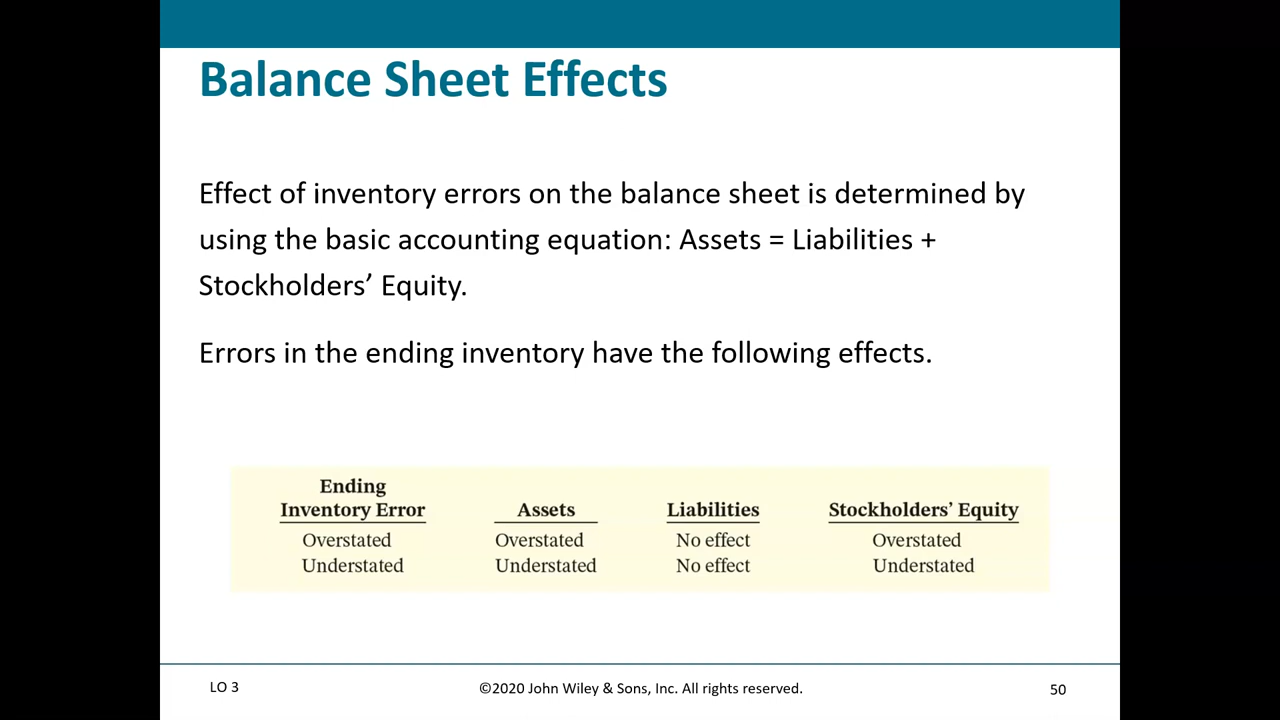 Balance Sheet Effects
Effect of inventory errors on the balance sheet is determined by
using the basic accounting equation: Assets = Liabilities +
Stockholders’ Equity.
Errors in the ending inventory have the following effects.
Ending
Inventory Error Assets Liabilities Stockholders’ Equity
Overstated Overstated No effect Overstated
Understated Understated No effect Understated
LO 3 ©2020 John Wiley & Sons, Inc. All rights reserved. 50